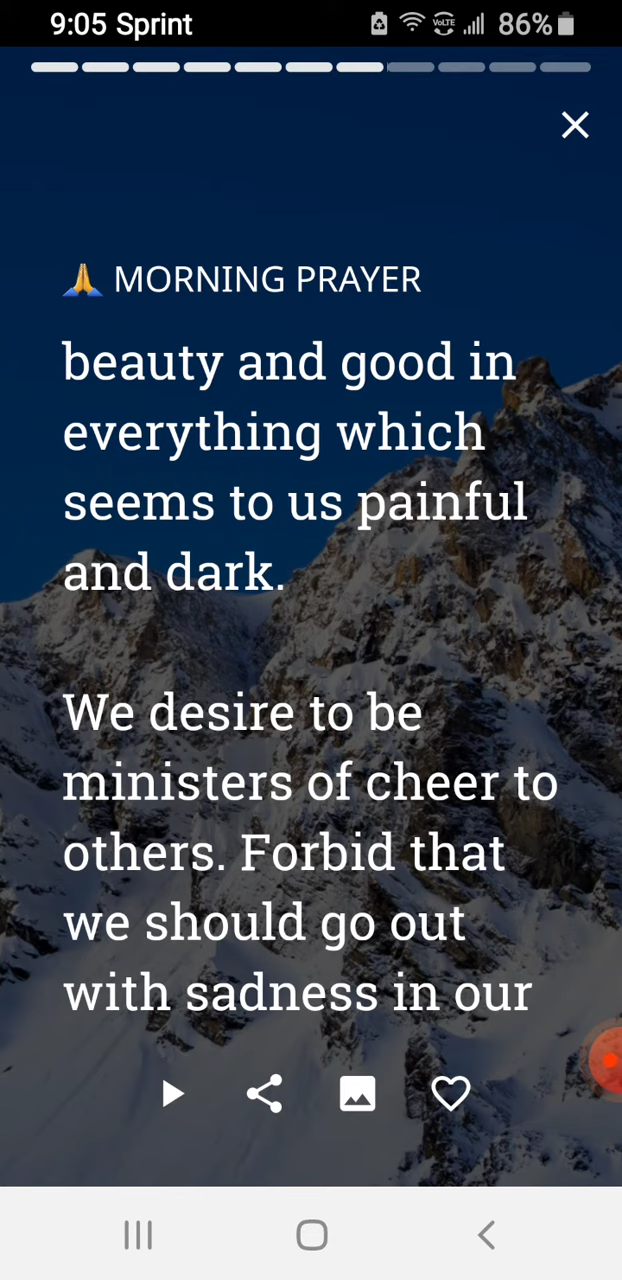 9:05 Sprint
VoLTE
86%
🙏 MORNING PRAYER
beauty and good in
everything which
seems to us painful
and dark.
We desire to be
ministers of cheer to
others. Forbid that
we should go out
with sadness in our